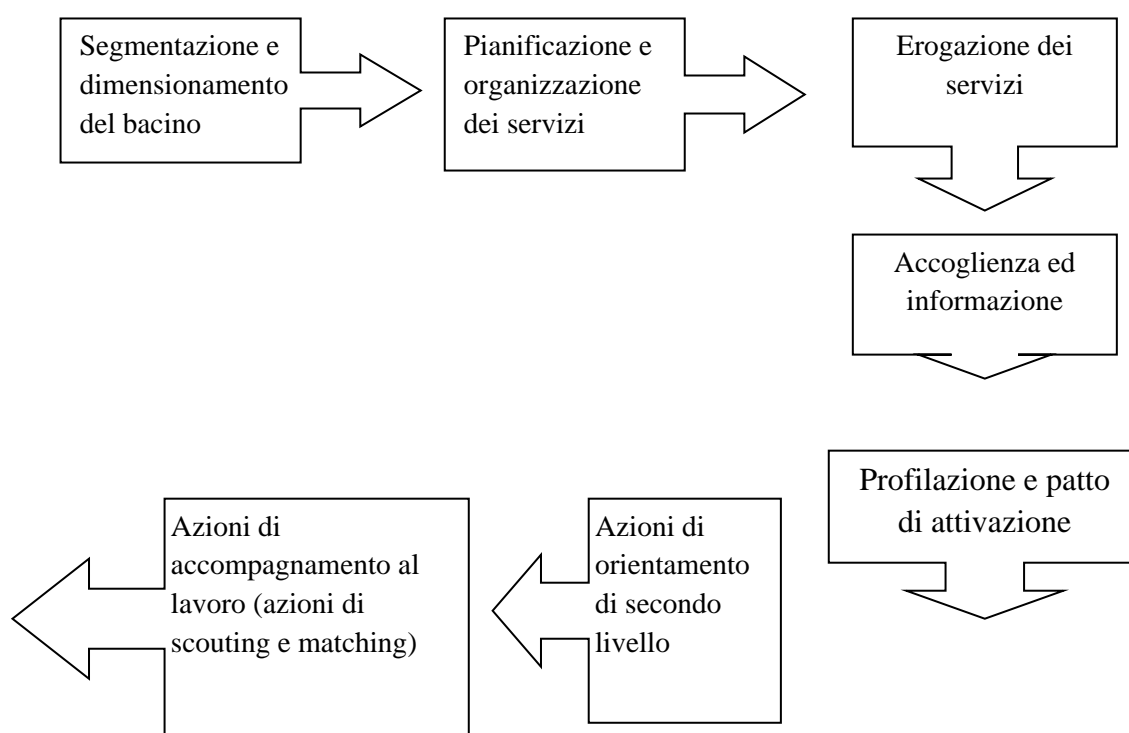 Segmentazione e
dimensionamento
del bacino
Pianificazione e
organizzazione
dei servizi
Erogazione dei
servizi
Accoglienza ed
informazione
Profilazione e patto
di attivazione
Azioni di
orientamento
di secondo
livello
Azioni di
accompagnamento al
lavoro (azioni di
scouting e matching)